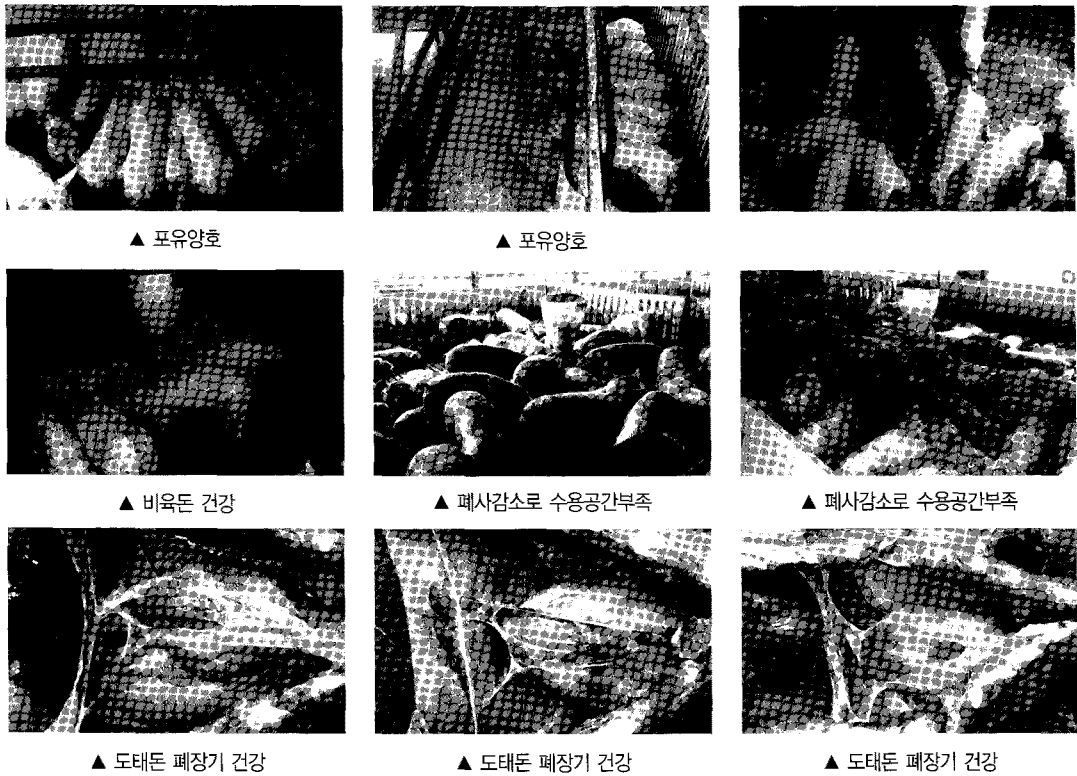 ▲ 포유양호
▲ 포유양호
▲ 비육돈 건강
▲ 폐사감소로 수용공간부족
▲ 폐사감소로 수용공간부족
▲ 도태돈 폐장기 건강
▲ 도태돈 폐장기 건강
▲ 도태돈 폐장기 건강